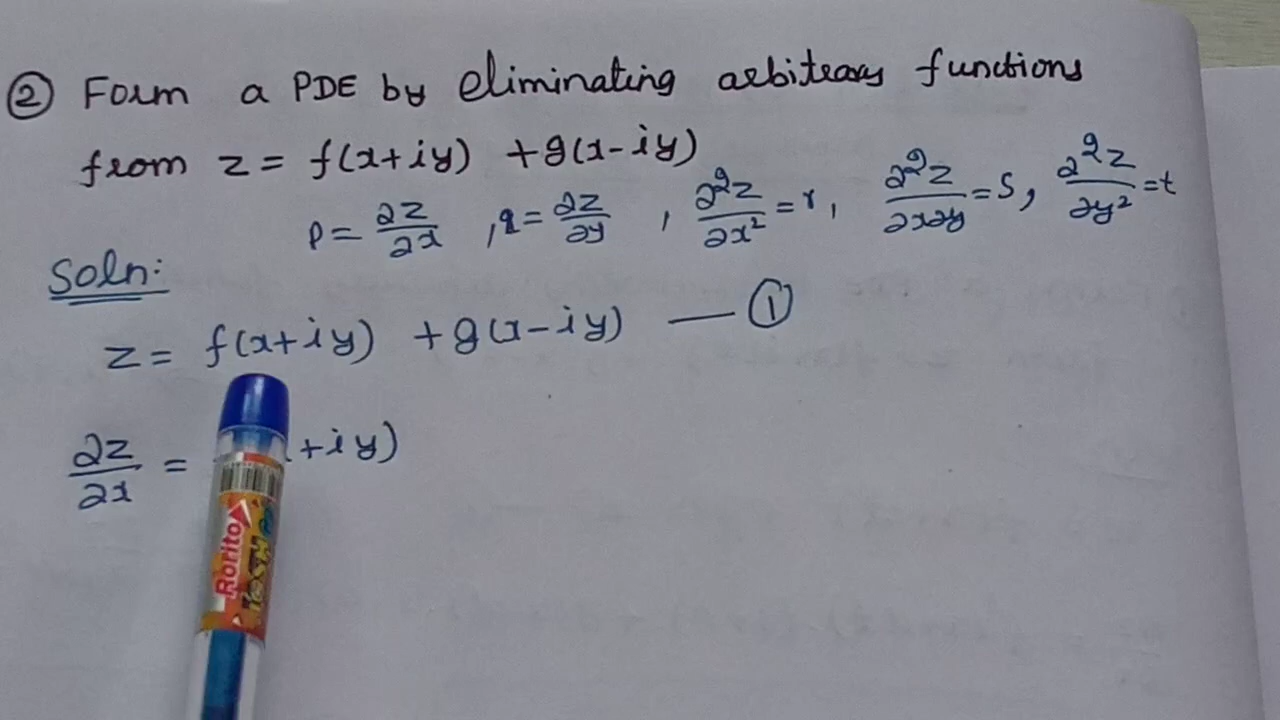 ② Form a PDE by eliminating arbitrary functions
from z = f(x+iy) + g(x-iy)
p = ∂z/∂x , q = ∂z/∂y , ∂²z/∂x² = r, ∂²z/∂x∂y = s, ∂²z/∂y² = t
Soln:
z = f(x+iy) + g(x-iy) — ①
∂z/∂x = +iy)
Rorito